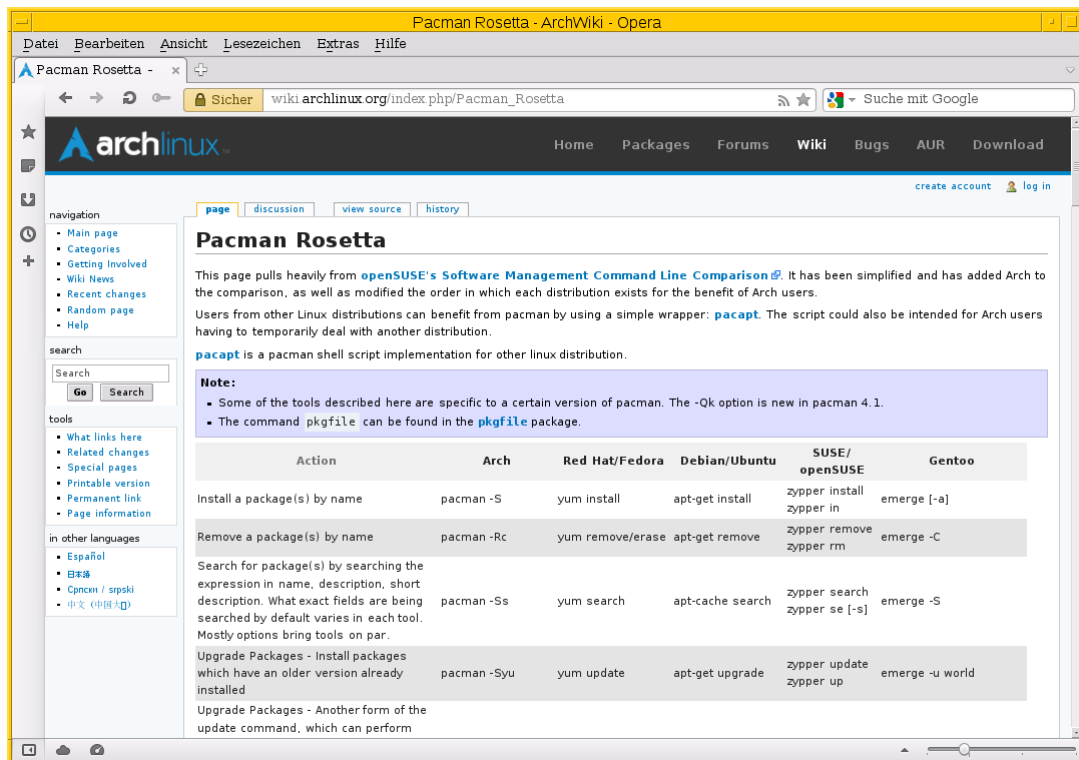 Pacman Rosetta - ArchWiki - Opera
Datei Bearbeiten Ansicht Lesezeichen Extras Hilfe
Pacman Rosetta -
Sicher wiki.archlinux.org/index.php/Pacman_Rosetta Suche mit Google
archlinux
Home Packages Forums Wiki Bugs AUR Download
create account log in
navigation
Main page
Categories
Getting Involved
Wiki News
Recent changes
Random page
Help
search
Search
Go Search
tools
What links here
Related changes
Special pages
Printable version
Permanent link
Page information
in other languages
Español
日本語
Српски / srpski
中文（中国大）
page discussion view source history
Pacman Rosetta
This page pulls heavily from openSUSE's Software Management Command Line Comparison. It has been simplified and has added Arch to
the comparison, as well as modified the order in which each distribution exists for the benefit of Arch users.
Users from other Linux distributions can benefit from pacman by using a simple wrapper: pacapt. The script could also be intended for Arch users
having to temporarily deal with another distribution.
pacapt is a pacman shell script implementation for other linux distribution.
Note:
Some of the tools described here are specific to a certain version of pacman. The -Qk option is new in pacman 4.1.
The command pkgfile can be found in the pkgfile package.
Action Arch Red Hat/Fedora Debian/Ubuntu SUSE/
openSUSE Gentoo
Install a package(s) by name pacman -S yum install apt-get install zypper install
zypper in emerge [-a]
Remove a package(s) by name pacman -Rc yum remove/erase apt-get remove zypper remove
zypper rm emerge -C
Search for package(s) by searching the
expression in name, description, short
description. What exact fields are being
searched by default varies in each tool.
Mostly options bring tools on par.
pacman -Ss yum search apt-cache search zypper search
zypper se [-s] emerge -S
Upgrade Packages - Install packages
which have an older version already
installed
pacman -Syu yum update apt-get upgrade zypper update
zypper up emerge -u world
Upgrade Packages - Another form of the
update command, which can perform